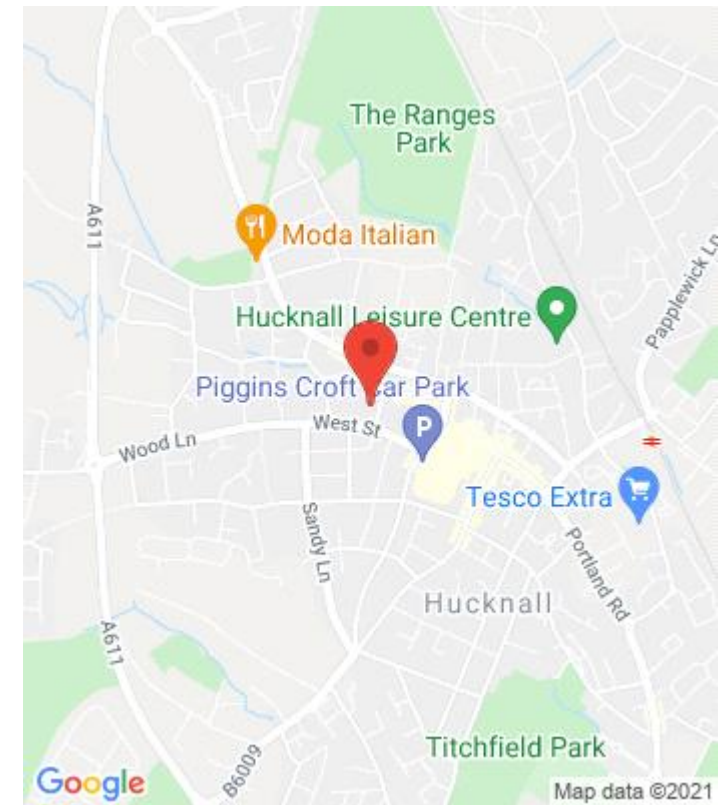 The Ranges
Park
A611
Moda Italian
Papplewick Ln
Hucknall Leisure Centre
Piggins Croft Car Park
P
West St
Wood Ln
Tesco Extra
Sandy Ln
Portland Rd
Hucknall
A611
Titchfield Park
B6009
Google
Map data ©2021